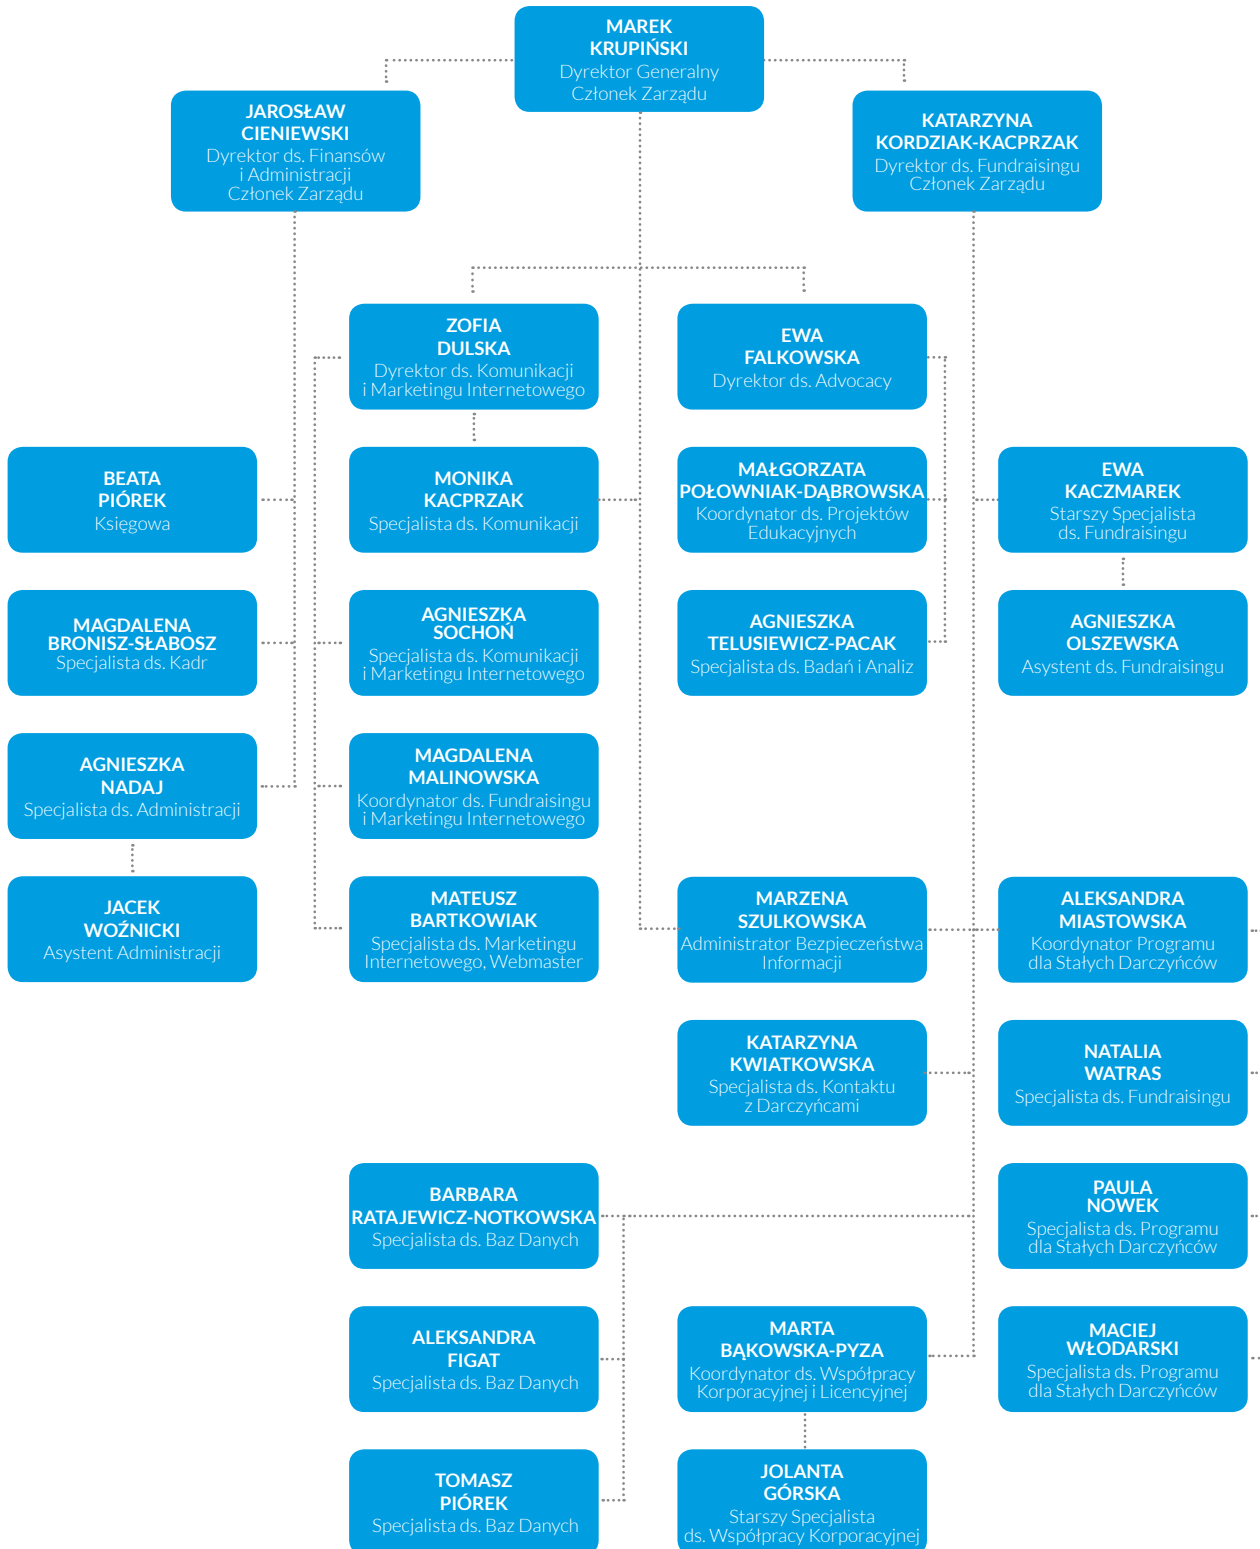 MAREK
KRUPIŃSKI
Dyrektor Generalny
Członek Zarządu
JAROSŁAW
CIENIEWSKI
Dyrektor ds. Finansów
i Administracji
Członek Zarządu
KATARZYNA
KORDZIAK-KACPRZAK
Dyrektor ds. Fundraisingu
Członek Zarządu
ZOFIA
DULSKA
Dyrektor ds. Komunikacji
i Marketingu Internetowego
EWA
FALKOWSKA
Dyrektor ds. Advocacy
BEATA
PIÓREK
Księgowa
MONIKA
KACPRZAK
Specjalista ds. Komunikacji
MAŁGORZATA
POŁOWNIAK-DĄBROWSKA
Koordynator ds. Projektów
Edukacyjnych
EWA
KACZMAREK
Starszy Specjalista
ds. Fundraisingu
MAGDALENA
BRONISZ-SŁABOSZ
Specjalista ds. Kadr
AGNIESZKA
SOCHOŃ
Specjalista ds. Komunikacji
i Marketingu Internetowego
AGNIESZKA
TELUSIEWICZ-PACAK
Specjalista ds. Badań i Analiz
AGNIESZKA
OLSZEWSKA
Asystent ds. Fundraisingu
AGNIESZKA
NADAJ
Specjalista ds. Administracji
MAGDALENA
MALINOWSKA
Koordynator ds. Fundraisingu
i Marketingu Internetowego
JACEK
WOŹNICKI
Asystent Administracji
MATEUSZ
BARTKOWIAK
Specjalista ds. Marketingu
Internetowego, Webmaster
MARZENA
SZULKOWSKA
Administrator Bezpieczeństwa
Informacji
ALEKSANDRA
MIASTOWSKA
Koordynator Programu
dla Stałych Darczyńców
KATARZYNA
KWIATKOWSKA
Specjalista ds. Kontaktu
z Darczyńcami
NATALIA
WATRAS
Specjalista ds. Fundraisingu
BARBARA
RATAJEWICZ-NOTKOWSKA
Specjalista ds. Baz Danych
PAULA
NOWEK
Specjalista ds. Programu
dla Stałych Darczyńców
ALEKSANDRA
FIGAT
Specjalista ds. Baz Danych
MARTA
BĄKOWSKA-PYZA
Koordynator ds. Współpracy
Korporacyjnej i Licencyjnej
MACIEJ
WŁODARSKI
Specjalista ds. Programu
dla Stałych Darczyńców
TOMASZ
PIÓREK
Specjalista ds. Baz Danych
JOLANTA
GÓRSKA
Starszy Specjalista
ds. Współpracy Korporacyjnej